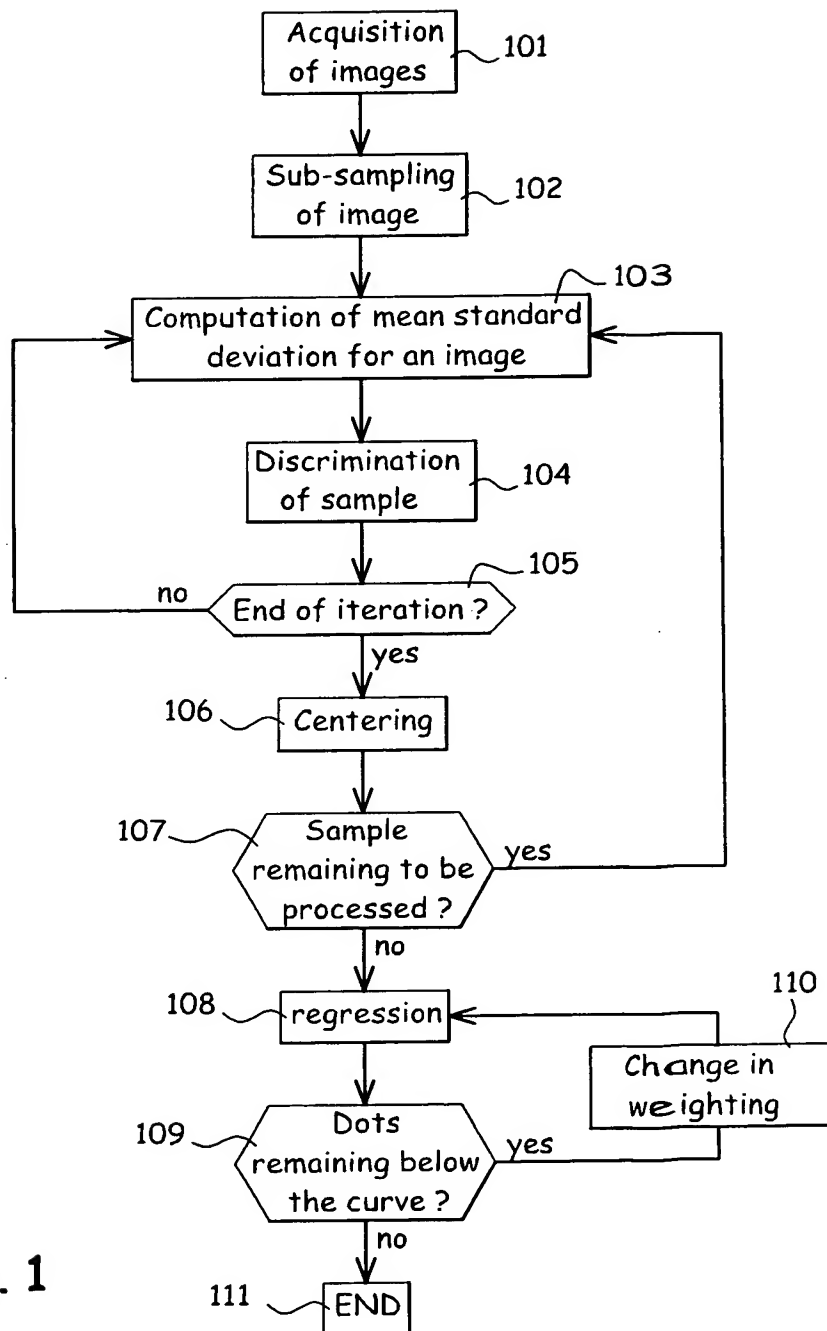 Acquisition
of images
101
Sub-sampling
of image
102
103
Computation of mean standard
deviation for an image
Discrimination
of sample
104
105
no
End of iteration ?
yes
106
Centering
107
Sample
remaining to be
processed ?
yes
no
108
regression
110
Change in
weighting
109
Dots
remaining below
the curve ?
yes
no
. 1
111
END